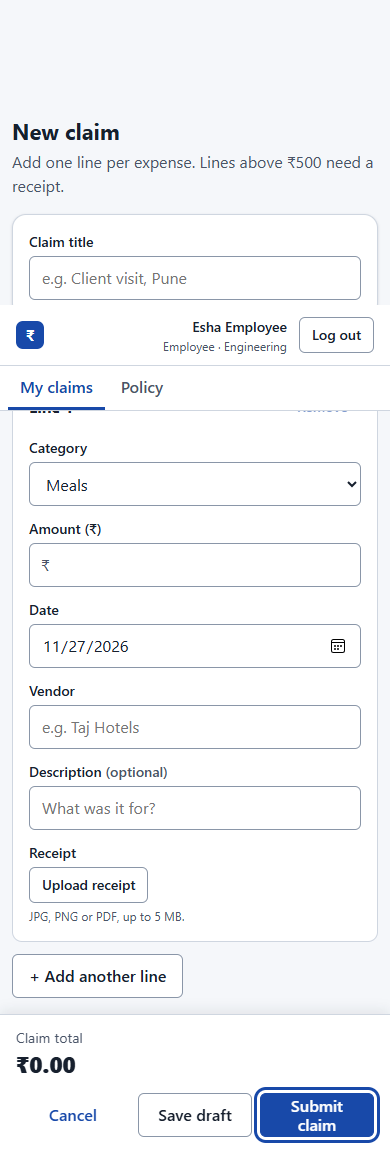 New claim
Add one line per expense. Lines above ₹500 need a
receipt.
Claim title
e.g. Client visit, Pune
₹
Esha Employee
Employee · Engineering
Log out
My claims
Policy
Category
Meals
Amount (₹)
₹
Date
11/27/2026
Vendor
e.g. Taj Hotels
Description (optional)
What was it for?
Receipt
Upload receipt
JPG, PNG or PDF, up to 5 MB.
+ Add another line
Claim total
₹0.00
Cancel
Save draft
Submit
claim